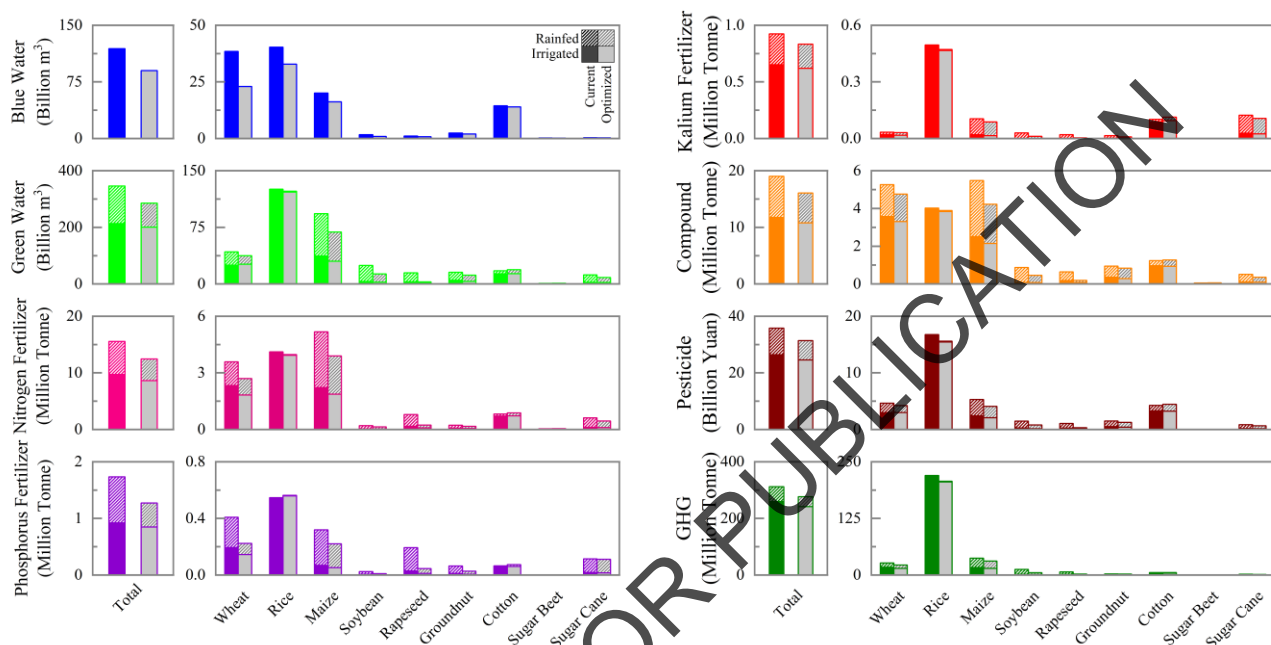 Blue Water
(Billion m³)
150
75
0
50
25
0
Rainfed
Irrigated
Current
Optimized
Kalium Fertilizer
(Million Tonne)
1.0
0.5
0.0
0.6
0.3
0.0
Green Water
(Billion m³)
400
200
0
150
75
0
Compound
(Million Tonne)
20
10
0
6
4
2
0
Nitrogen Fertilizer
(Million Tonne)
20
10
0
6
3
0
Pesticide
(Billion Yuan)
40
20
0
20
10
0
Phosphorus Fertilizer
(Million Tonne)
2
1
0
0.8
0.4
0.0
GHG
(Million Tonne)
400
200
0
250
125
0
Total
Wheat
Rice
Maize
Soybean
Rapeseed
Groundnut
Cotton
Sugar Beet
Sugar Cane
Total
Wheat
Rice
Maize
Soybean
Rapeseed
Groundnut
Cotton
Sugar Beet
Sugar Cane
OR PUBLICATION